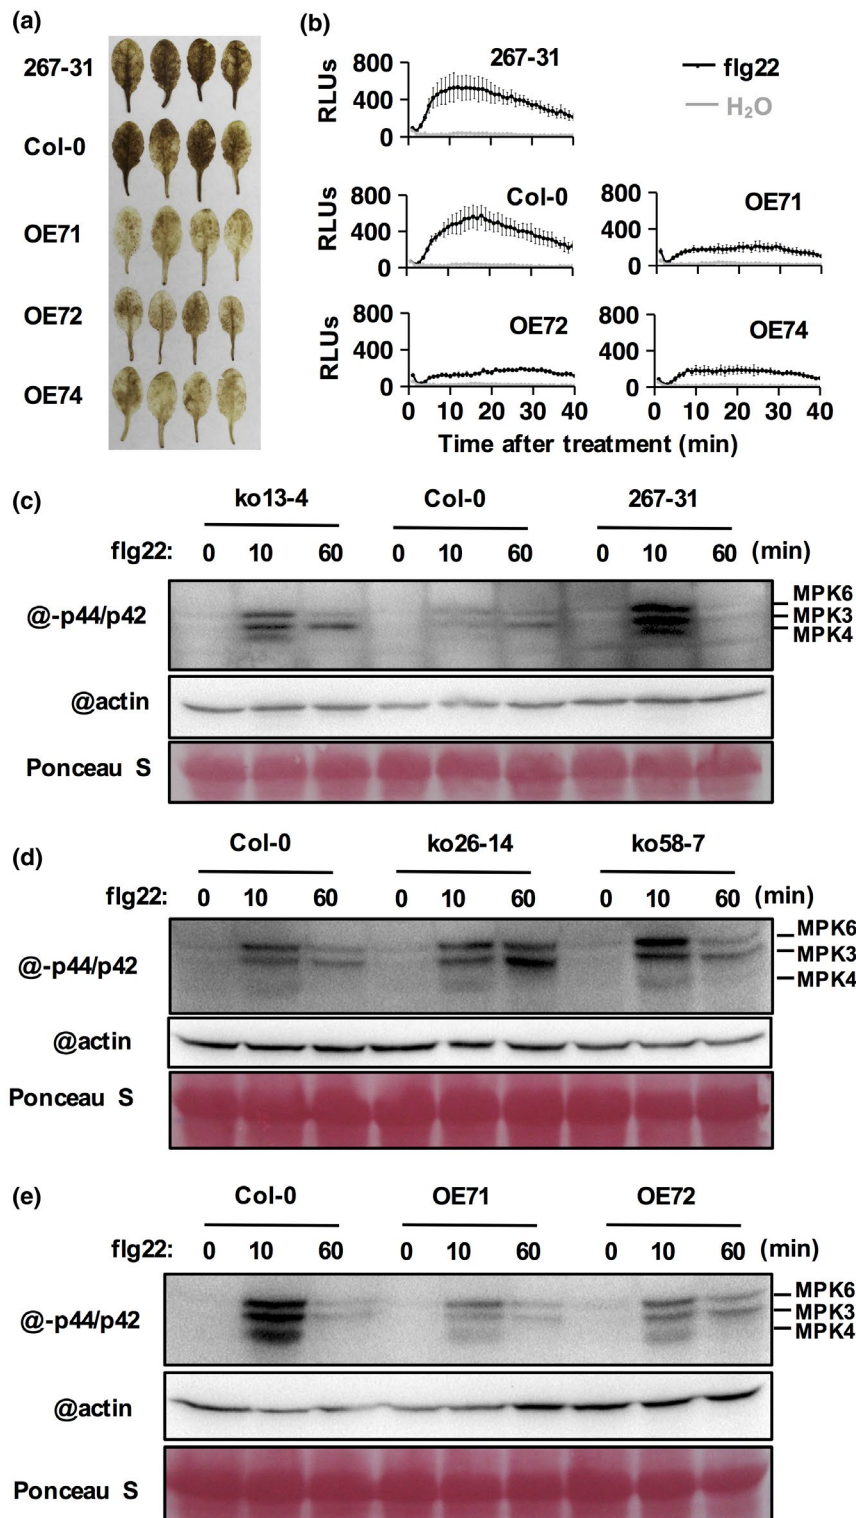 (a)
267-31
Col-0
OE71
OE72
OE74
(b)
267-31
flg22
H₂O
RLUs
800
400
0
Col-0
RLUs
800
400
0
OE71
800
400
0
OE72
RLUs
800
400
0
0 10 20 30 40
OE74
800
400
0
0 10 20 30 40
Time after treatment (min)
(c)
ko13-4 Col-0 267-31
flg22: 0 10 60 0 10 60 0 10 60 (min)
@-p44/p42
MPK6
MPK3
MPK4
@actin
Ponceau S
(d)
Col-0 ko26-14 ko58-7
flg22: 0 10 60 0 10 60 0 10 60 (min)
@-p44/p42
MPK6
MPK3
MPK4
@actin
Ponceau S
(e)
Col-0 OE71 OE72
flg22: 0 10 60 0 10 60 0 10 60 (min)
@-p44/p42
MPK6
MPK3
MPK4
@actin
Ponceau S